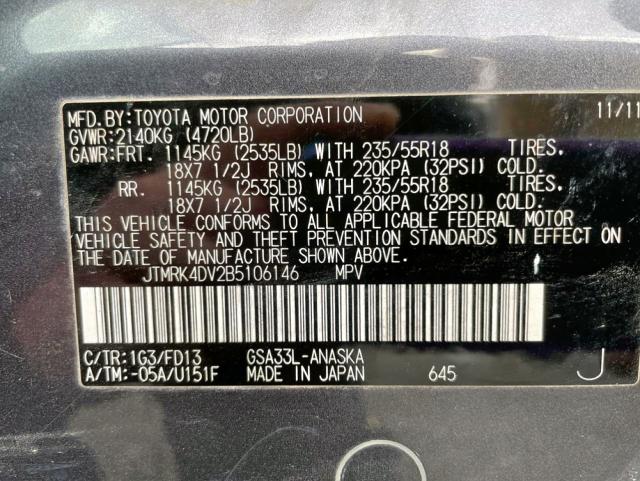 MFD.BY:TOYOTA MOTOR CORPORATION 11/11
GVWR:2140KG (4720LB)
GAWR:FRT. 1145KG (2535LB) WITH 235/55R18 TIRES.
18X7 1/2J RIMS, AT 220KPA (32PSI) COLD.
RR. 1145KG (2535LB) WITH 235/55R18 TIRES.
18X7 1/2J RIMS, AT 220KPA (32PSI) COLD.
THIS VEHICLE CONFORMS TO ALL APPLICABLE FEDERAL MOTOR
VEHICLE SAFETY AND THEFT PREVENTION STANDARDS IN EFFECT ON
THE DATE OF MANUFACTURE SHOWN ABOVE.
JTMRK4DV2B5106146 MPV
C/TR:1G3/FD13 GSA33L-ANASKA
A/TM:-05A/U151F MADE IN JAPAN 645 J